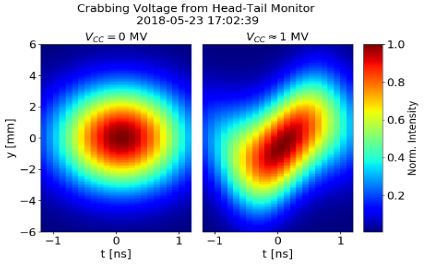 Crabbing Voltage from Head-Tail Monitor
2018-05-23 17:02:39
V_CC = 0 MV
V_CC ≈ 1 MV
6
4
2
0
−2
−4
−6
y [mm]
−1 0 1
t [ns]
−1 0 1
t [ns]
1.0
0.8
0.6
0.4
0.2
Norm. Intensity